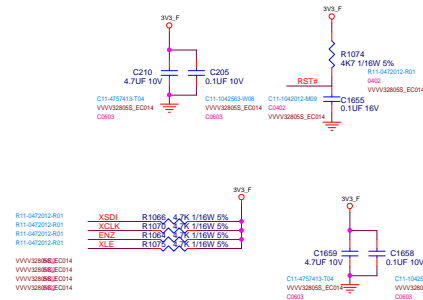 3V3_F
3V3_F
C210
4.7UF 10V
C205
0.1UF 10V
C11-4757413-T04
VVVV32805S_EC014
C0603
C11-1042563-W08
VVVV32805S_EC014
C0603
R1074
4K7 1/16W 5%
R11-0472012-R01
0402
VVVV32805S_EC014
RST#
C11-1042012-M09
C0402
VVVV32805S_EC014
C1655
0.1UF 16V
3V3_F
R11-0472012-R01
R11-0472012-R01
R11-0472012-R01
R11-0472012-R01
XSDI
XCLK
ENZ
XLE
R1066 4.7K 1/16W 5%
R1070 4.7K 1/16W 5%
R1064 4.7K 1/16W 5%
R1075 4.7K 1/16W 5%
3V3_F
C1659
4.7UF 10V
C1658
0.1UF 10V
C11-4757413-T04
VVVV32805S_EC014
C0603
VVVV32805S_EC014
C0603